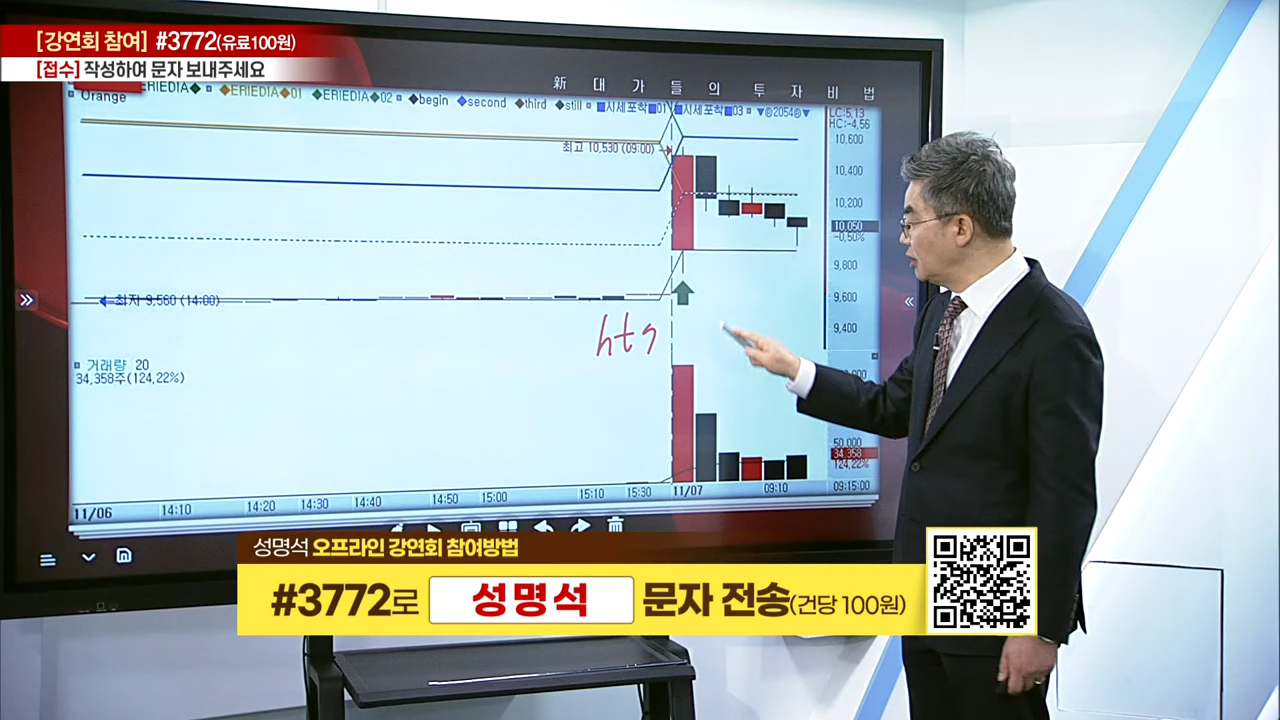 [강연회 참여] #3772(유료100원)
[접수] 작성하여 문자 보내주세요
新 대 가 들 의 투 자 비 법
ERIEDIA ERIEDIA01 ERIEDIA02 begin second third still 시세포착01 시세포착03 ▼@2054@▼
Orange
LC:5,13
HC:-4,56
최고 10,530 (09:00)
10,600
10,400
10,200
10,050
-0,50%
9,800
9,600
9,400
최저 9,560 (14:00)
hts
거래량 20
34,358주(124,22%)
50,000
34,358
124,22%
11/06 14:10 14:20 14:30 14:40 14:50 15:00 15:10 15:30 11/07 09:10 09:15:00
성명석 오프라인 강연회 참여방법
#3772로 성명석 문자 전송(건당 100원)